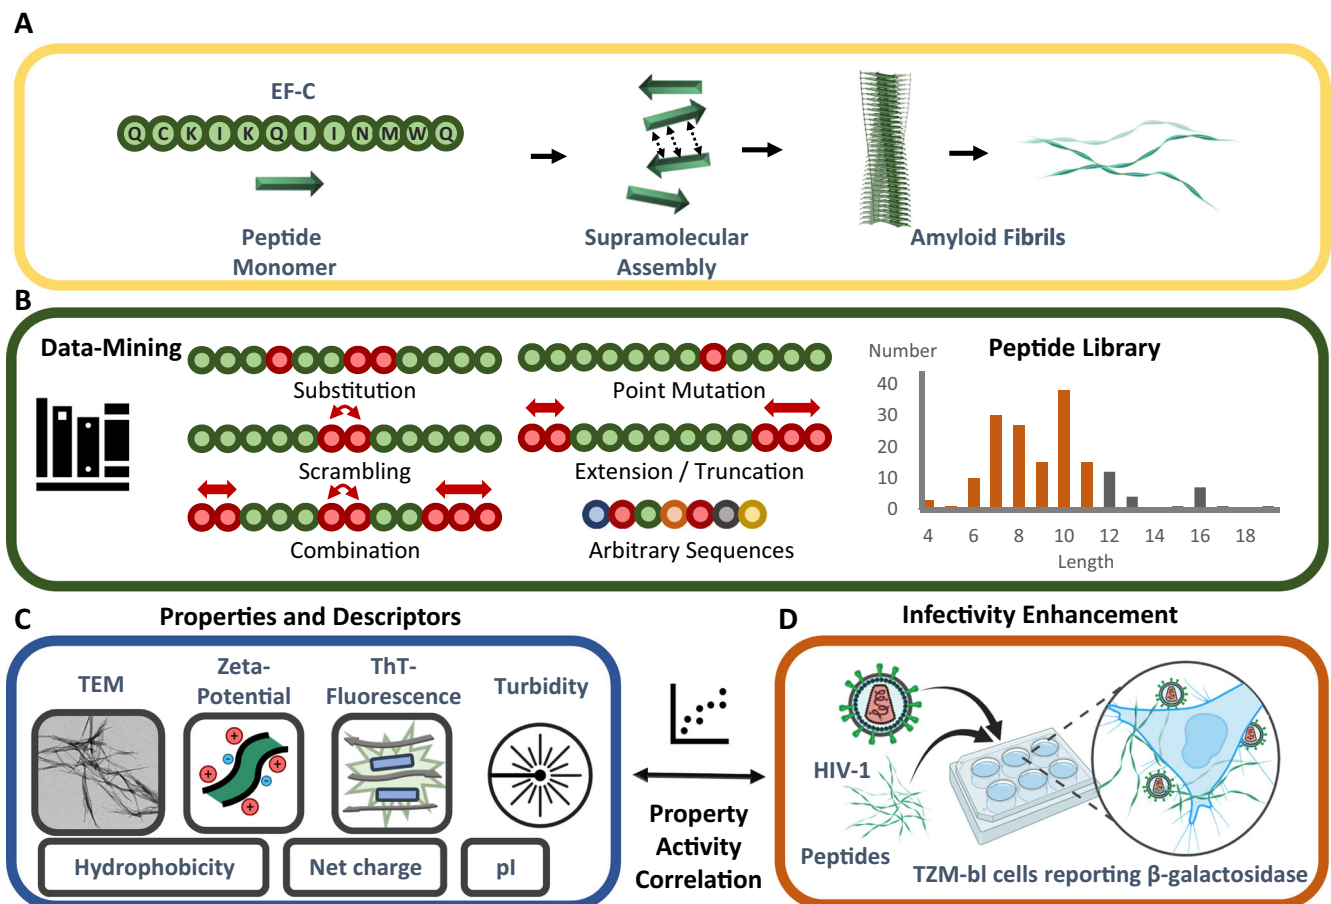 A
EF-C
Q C K I K Q I I N M W Q
Peptide
Monomer
Supramolecular
Assembly
Amyloid Fibrils
B
Data-Mining
Substitution
Point Mutation
Scrambling
Extension / Truncation
Combination
Arbitrary Sequences
Peptide Library
Number
40
30
20
10
0
4 6 8 10 12 14 16 18
Length
C
Properties and Descriptors
TEM
Zeta-
Potential
ThT-
Fluorescence
Turbidity
+ + + + - -
Hydrophobicity
Net charge
pI
Property
Activity
Correlation
D
Infectivity Enhancement
HIV-1
Peptides
TZM-bl cells reporting β-galactosidase